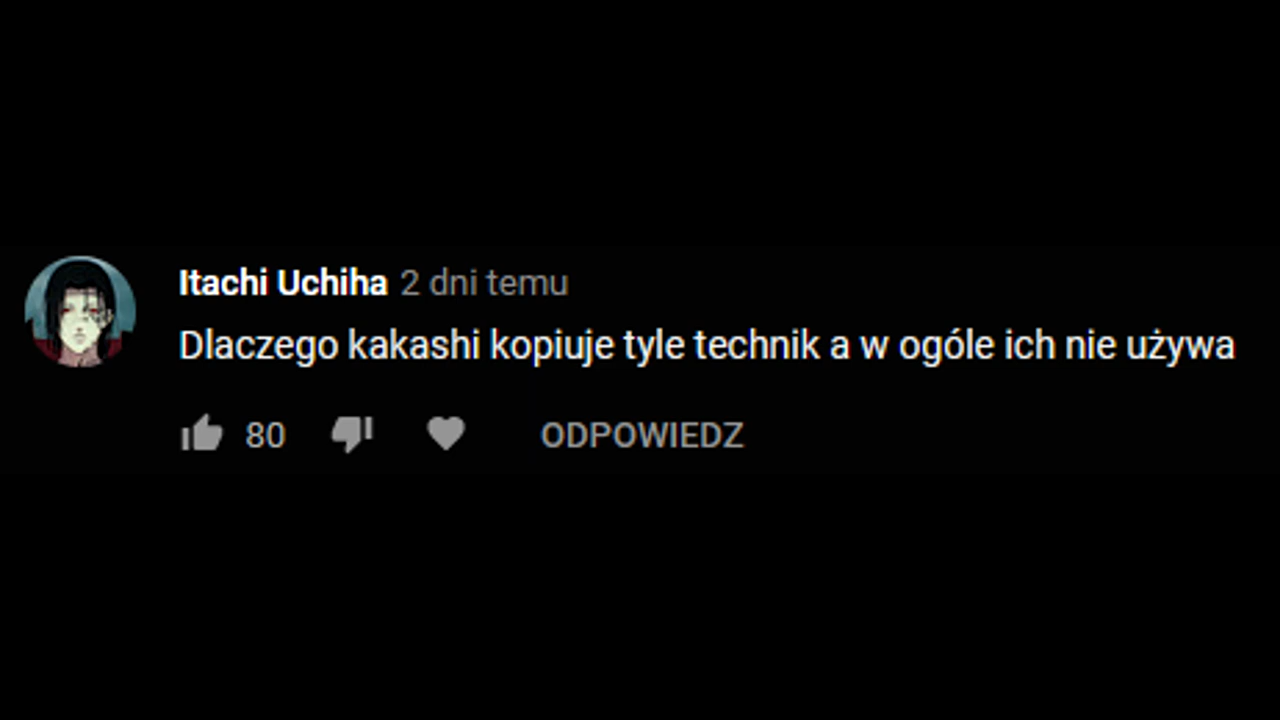 Itachi Uchiha 2 dni temu
Dlaczego kakashi kopiuje tyle technik a w ogóle ich nie używa
80 ODPOWIEDZ